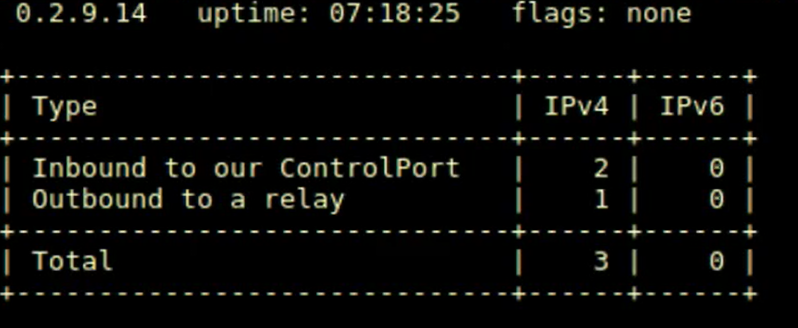 0.2.9.14   uptime: 07:18:25   flags: none
+-------------------------------+------+------+
| Type                          | IPv4 | IPv6 |
+-------------------------------+------+------+
| Inbound to our ControlPort    |    2 |    0 |
| Outbound to a relay           |    1 |    0 |
+-------------------------------+------+------+
| Total                         |    3 |    0 |
+-------------------------------+------+------+